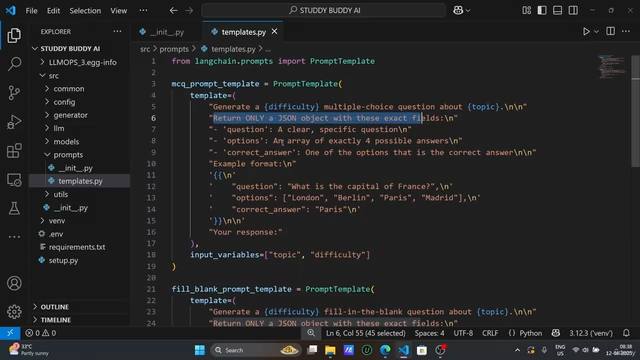 STUDDY BUDDY AI
EXPLORER
STUDDY BUDDY AI
LLMOPS_3.egg-info
src
common
config
generator
llm
models
prompts
__init__.py
templates.py
utils
__init__.py
venv
.env
requirements.txt
setup.py
OUTLINE
TIMELINE
__init__.py
templates.py
src > prompts > templates.py > ...
1 from langchain.prompts import PromptTemplate
2
3 mcq_prompt_template = PromptTemplate(
4 template=(
5 "Generate a {difficulty} multiple-choice question about {topic}.\n\n"
6 "Return ONLY a JSON object with these exact fields:\n"
7 "- 'question': A clear, specific question\n"
8 "- 'options': An array of exactly 4 possible answers\n"
9 "- 'correct_answer': One of the options that is the correct answer\n\n"
10 "Example format:\n"
11 '{{\n'
12 ' "question": "What is the capital of France?",\n'
13 ' "options": ["London", "Berlin", "Paris", "Madrid"],\n'
14 ' "correct_answer": "Paris"\n'
15 '}}\n\n'
16 "Your response:"
17 ),
18 input_variables=["topic", "difficulty"]
19 )
20
21 fill_blank_prompt_template = PromptTemplate(
22 template=(
23 "Generate a {difficulty} fill-in-the-blank question about {topic}.\n\n"
24 "Return ONLY a JSON object with these exact fields:\n"
0 0
Ln 6, Col 55 (45 selected) Spaces: 4 UTF-8 CRLF Python 3.12.3 ('venv': venv)
33°C
Partly sunny
Search
ENG
US
08:38